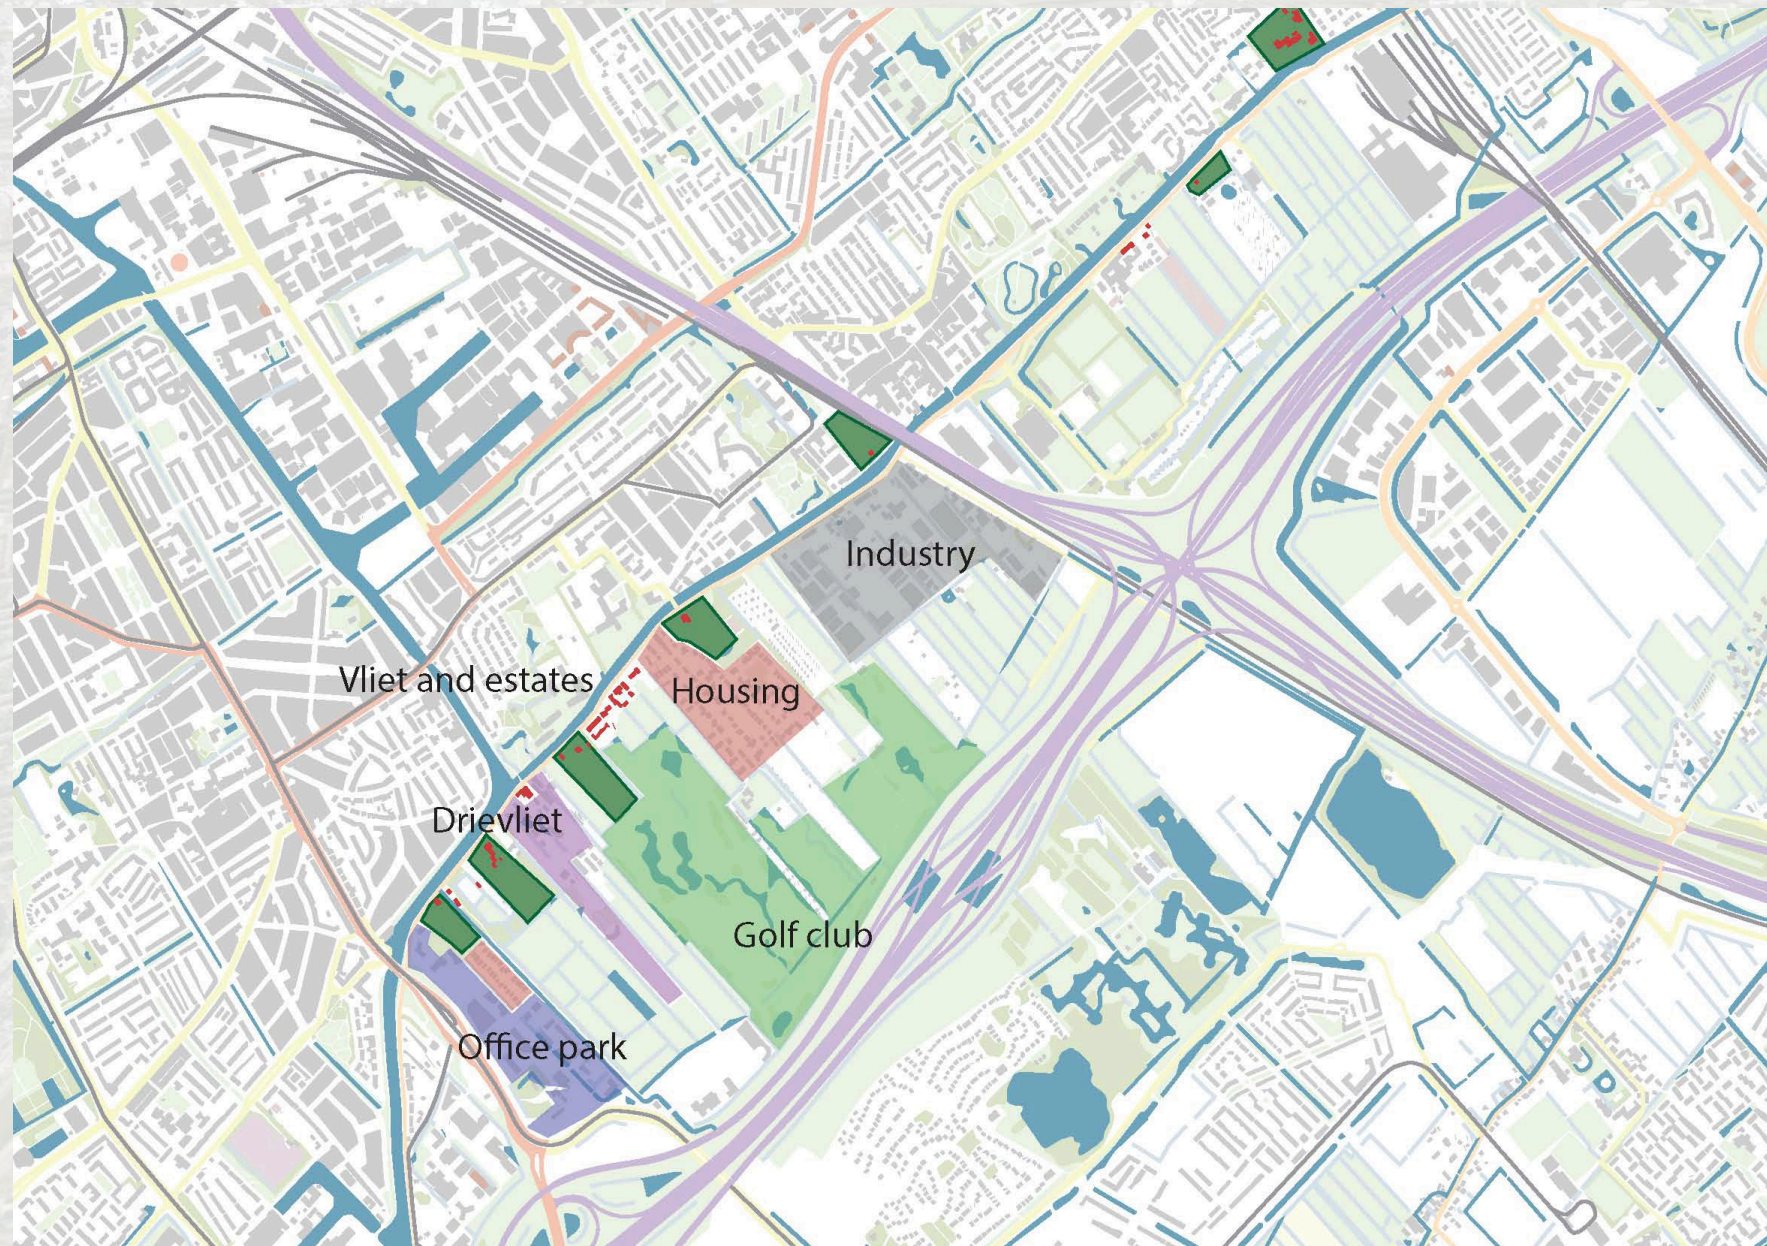 Industry
Vliet and estates
Housing
Drievliet
Golf club
Office park